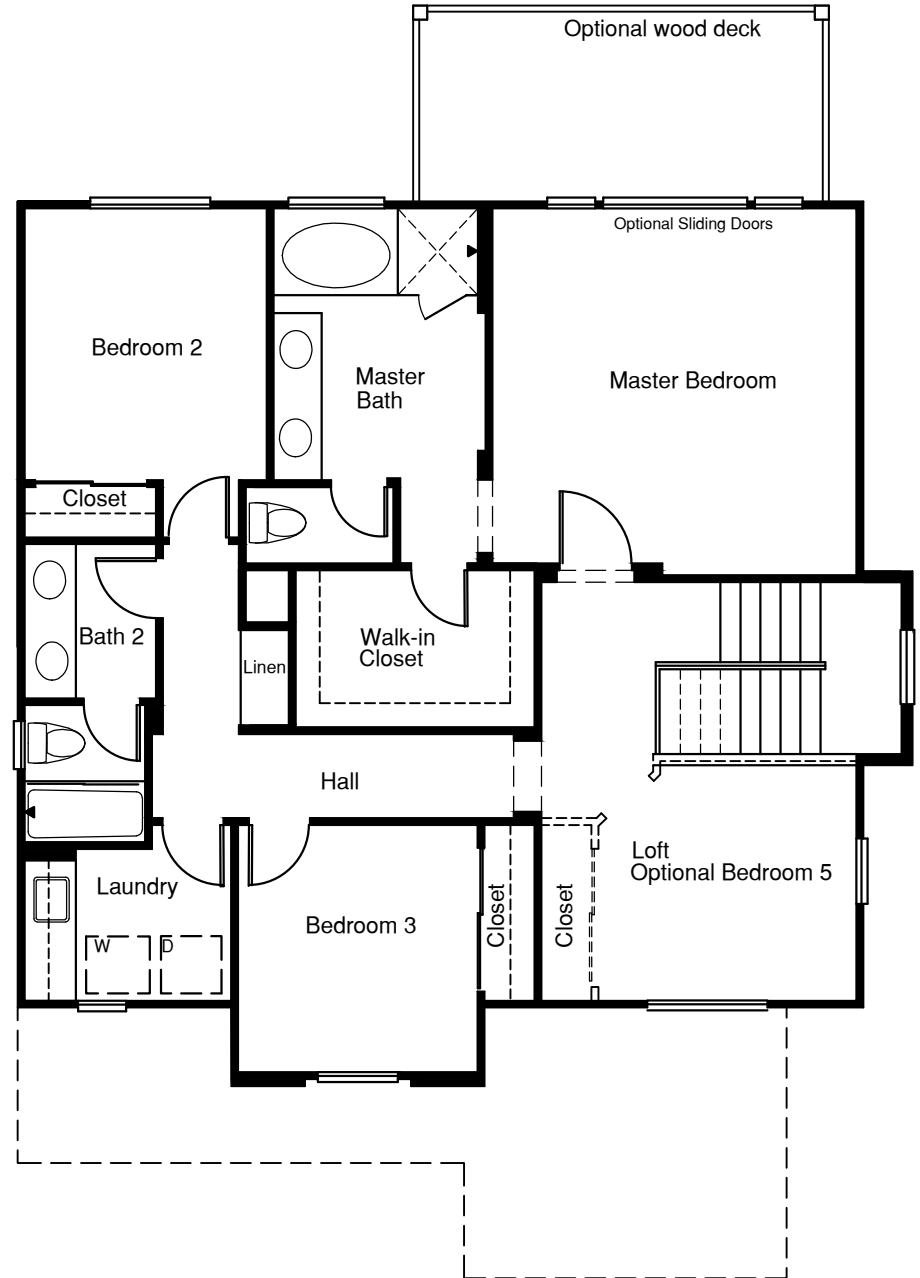 Optional wood deck
Optional Sliding Doors
Bedroom 2
Master
Bath
Master Bedroom
Closet
Bath 2
Linen
Walk-in
Closet
Hall
Loft
Optional Bedroom 5
Laundry
Closet
Closet
Bedroom 3
W
D